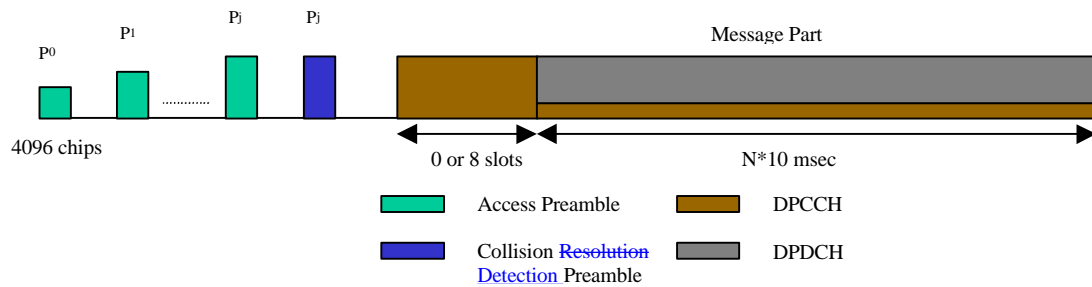 P0
P1
Pj
Pj
Message Part
4096 chips
............
0 or 8 slots
N*10 msec
Access Preamble
DPCCH
Collision Resolution
Detection Preamble
DPDCH